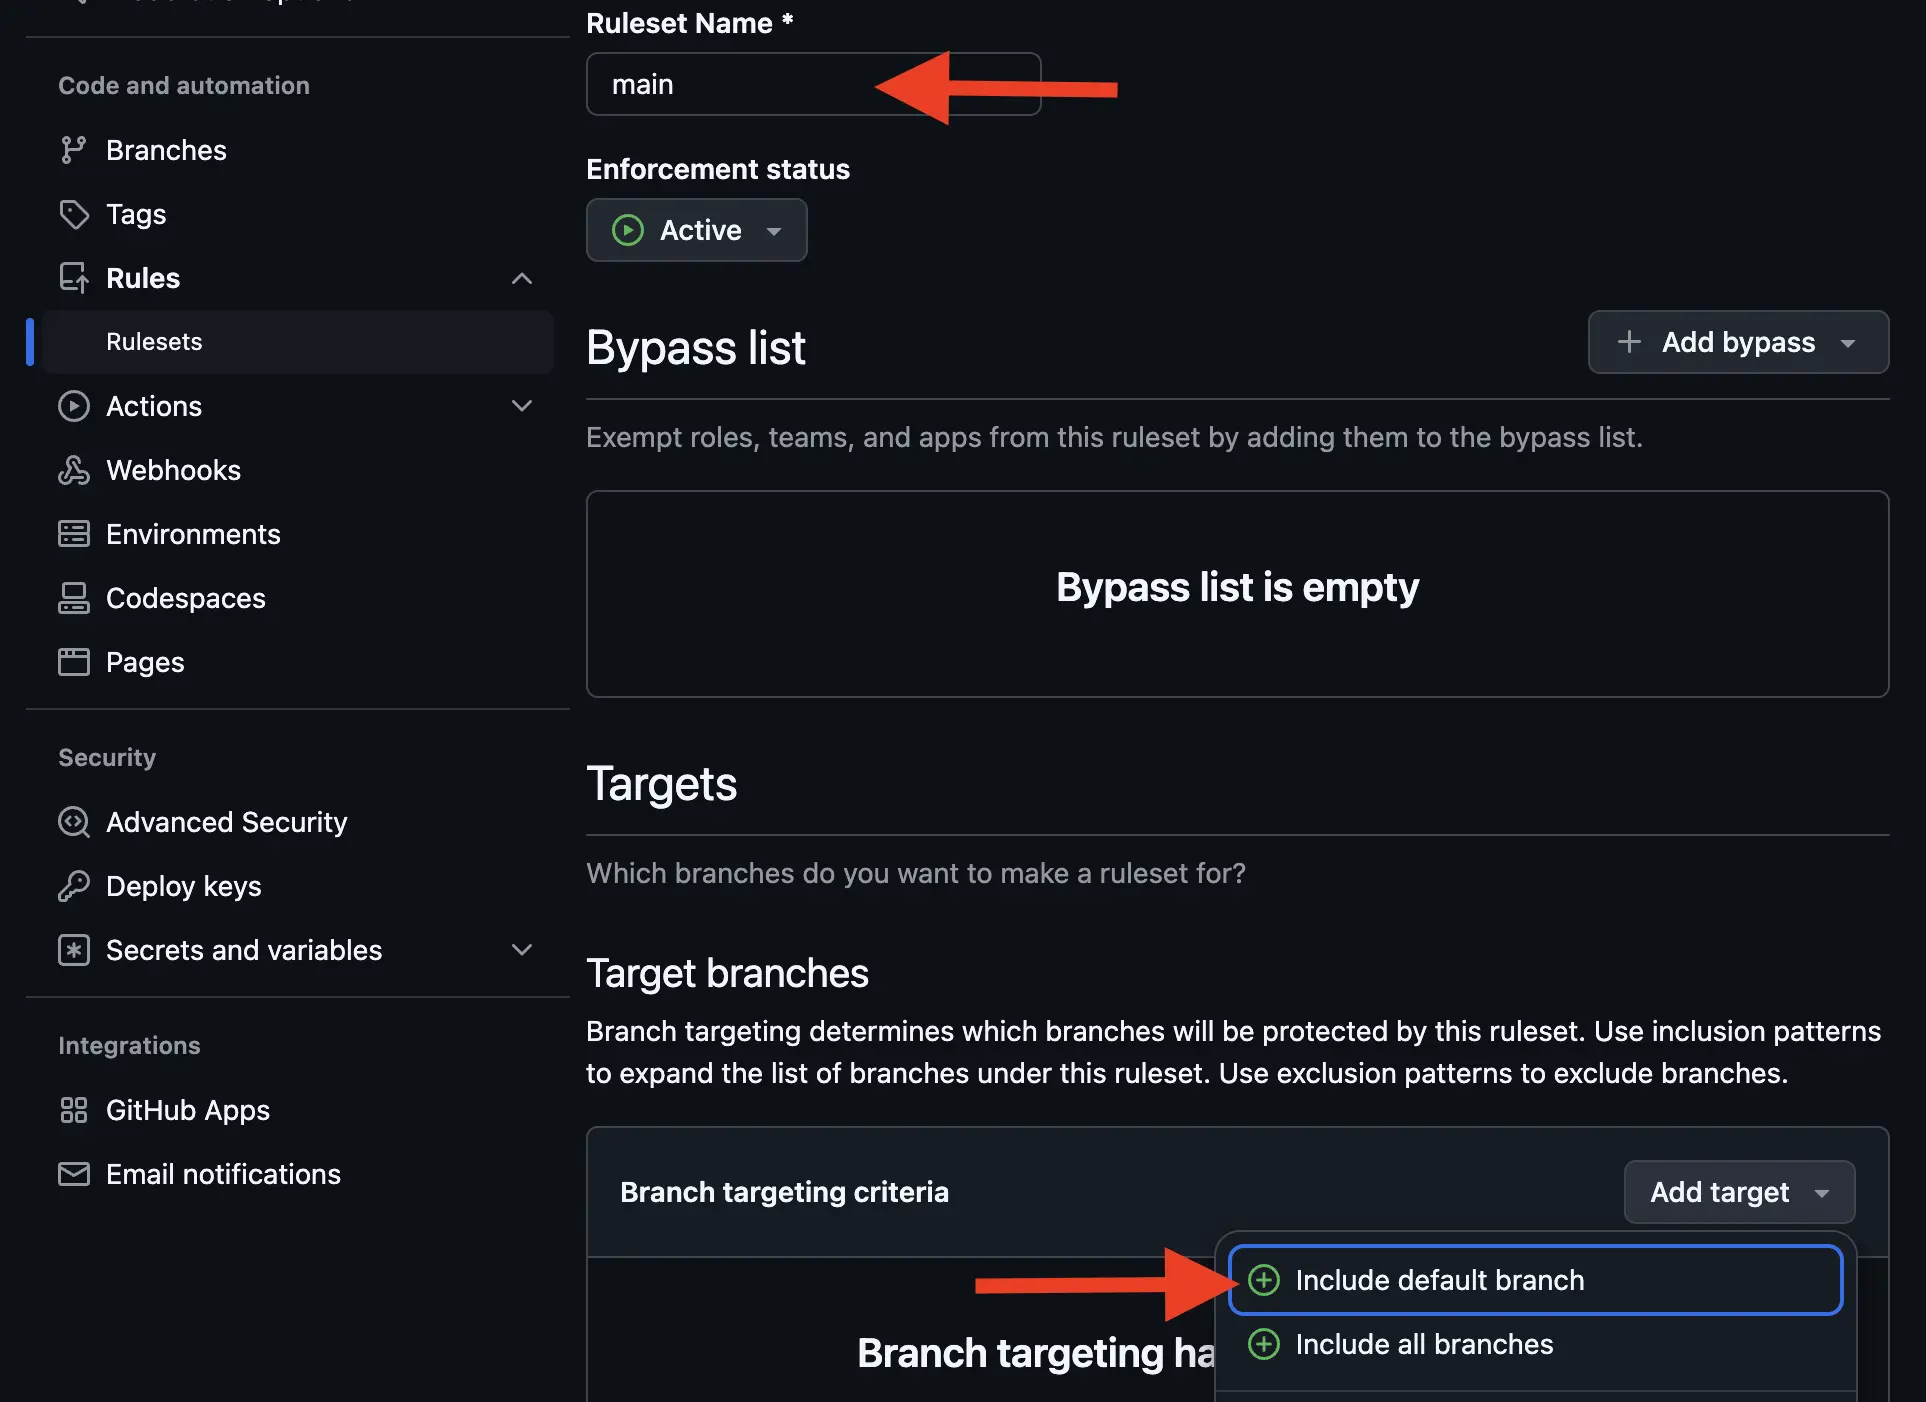 Code and automation
Branches
Tags
Rules
Rulesets
Actions
Webhooks
Environments
Codespaces
Pages
Security
Advanced Security
Deploy keys
Secrets and variables
Integrations
GitHub Apps
Email notifications
Ruleset Name *
main
Enforcement status
Active
Bypass list
Add bypass
Exempt roles, teams, and apps from this ruleset by adding them to the bypass list.
Bypass list is empty
Targets
Which branches do you want to make a ruleset for?
Target branches
Branch targeting determines which branches will be protected by this ruleset. Use inclusion patterns
to expand the list of branches under this ruleset. Use exclusion patterns to exclude branches.
Branch targeting criteria
Add target
Include default branch
Include all branches
Branch targeting ha